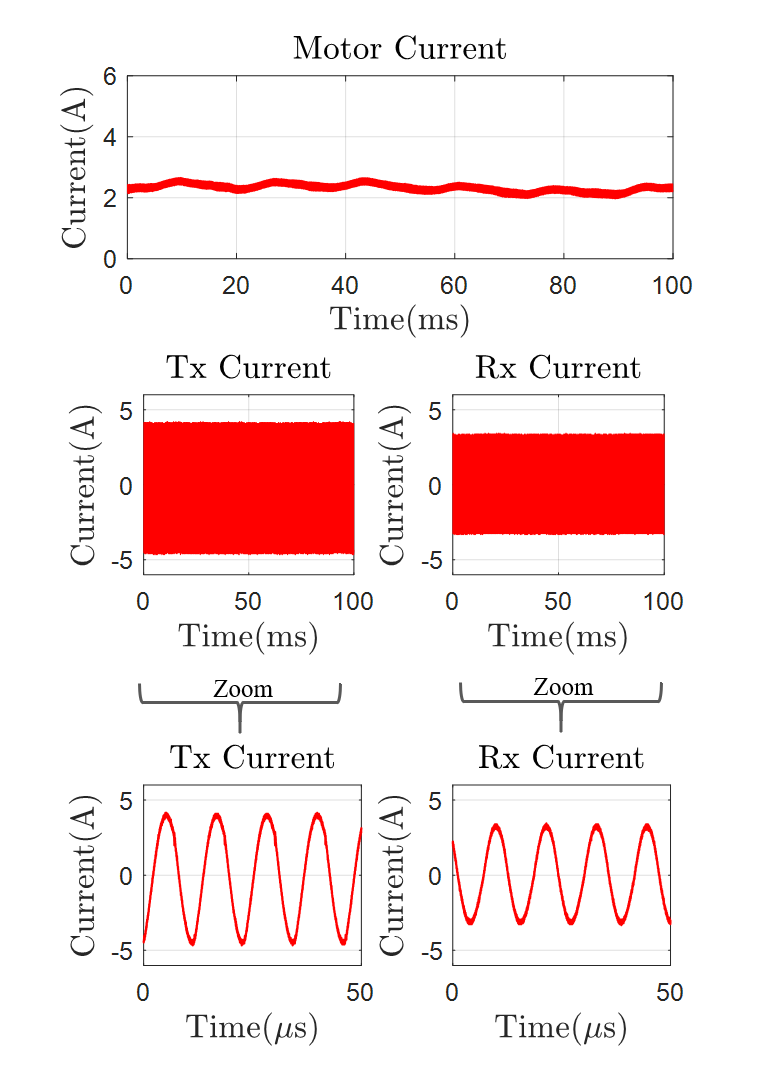 Motor Current
6
4
2
0
Current(A)
0 20 40 60 80 100
Time(ms)
Tx Current
5
0
-5
Current(A)
0 50 100
Time(ms)
Rx Current
5
0
-5
Current(A)
0 50 100
Time(ms)
Zoom
Zoom
Tx Current
5
0
-5
Current(A)
0 50
Time(μs)
Rx Current
5
0
-5
Current(A)
0 50
Time(μs)